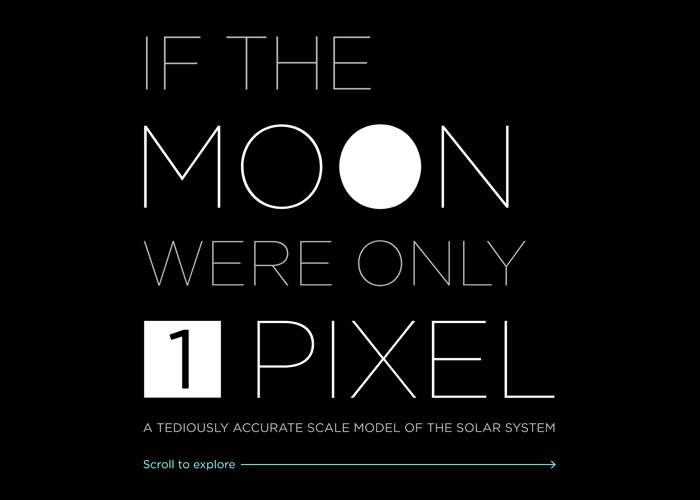 IF THE
MOON
WERE ONLY
1 PIXEL
A TEDIOUSLY ACCURATE SCALE MODEL OF THE SOLAR SYSTEM
Scroll to explore